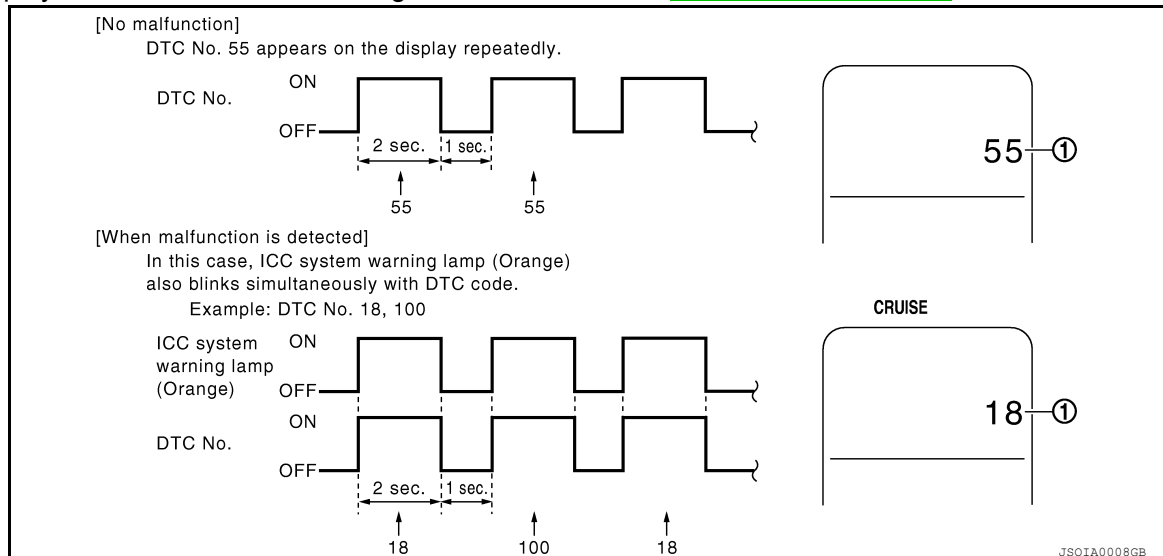 [No malfunction]
DTC No. 55 appears on the display repeatedly.
DTC No.
ON
OFF
2 sec.
1 sec.
55
55
55
①
[When malfunction is detected]
In this case, ICC system warning lamp (Orange)
also blinks simultaneously with DTC code.
Example: DTC No. 18, 100
ICC system
warning lamp
(Orange)
ON
OFF
DTC No.
ON
OFF
2 sec.
1 sec.
18
100
18
CRUISE
18
①
JSOIA0008GB